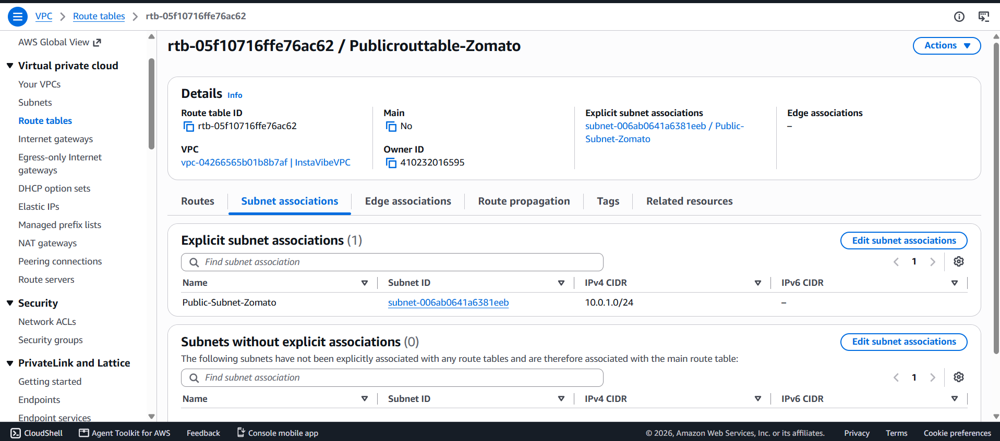 VPC > Route tables > rtb-05f10716ffe76ac62
AWS Global View
Virtual private cloud
Your VPCs
Subnets
Route tables
Internet gateways
Egress-only Internet
gateways
DHCP option sets
Elastic IPs
Managed prefix lists
NAT gateways
Peering connections
Route servers
Security
Network ACLs
Security groups
PrivateLink and Lattice
Getting started
Endpoints
Endpoint services
rtb-05f10716ffe76ac62 / Publicrouttable-Zomato
Actions
Details Info
Route table ID
rtb-05f10716ffe76ac62
VPC
vpc-04266565b01b8b7af | InstaVibeVPC
Main
No
Owner ID
410232016595
Explicit subnet associations
subnet-006ab0641a6381eeb / Public-
Subnet-Zomato
Edge associations
–
Routes Subnet associations Edge associations Route propagation Tags Related resources
Explicit subnet associations (1)
Edit subnet associations
Find subnet association
1
Name Subnet ID IPv4 CIDR IPv6 CIDR
Public-Subnet-Zomato subnet-006ab0641a6381eeb 10.0.1.0/24 –
Subnets without explicit associations (0)
Edit subnet associations
The following subnets have not been explicitly associated with any route tables and are therefore associated with the main route table:
Find subnet association
1
Name Subnet ID IPv4 CIDR IPv6 CIDR
CloudShell Agent Toolkit for AWS Feedback Console mobile app © 2026, Amazon Web Services, Inc. or its affiliates. Privacy Terms Cookie preferences